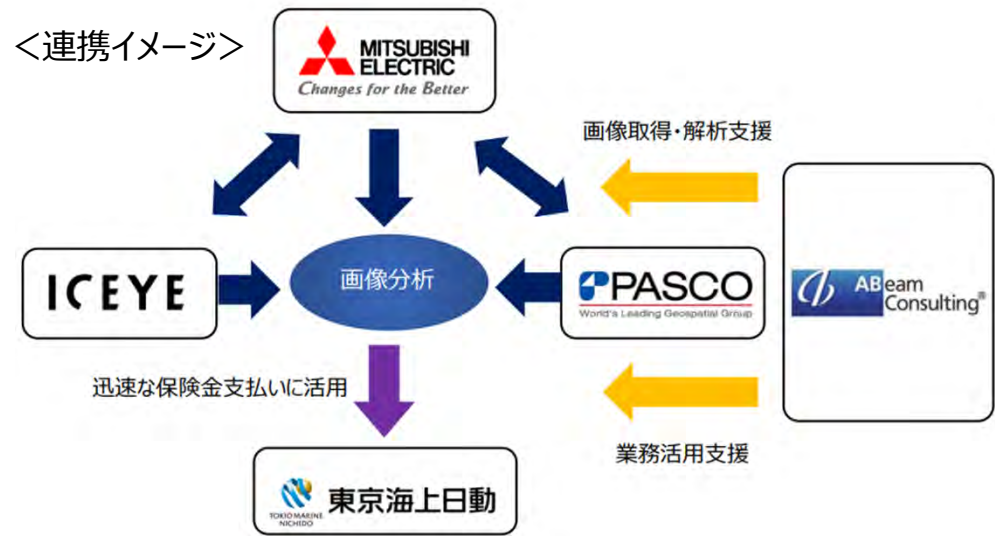 ＜連携イメージ＞
MITSUBISHI
ELECTRIC
Changes for the Better
画像取得・解析支援
ICEYE
画像分析
PASCO
World's Leading Geospatial Group
ABeam
Consulting®
迅速な保険金支払いに活用
業務活用支援
TOKIO MARINE
NICHIDO
東京海上日動